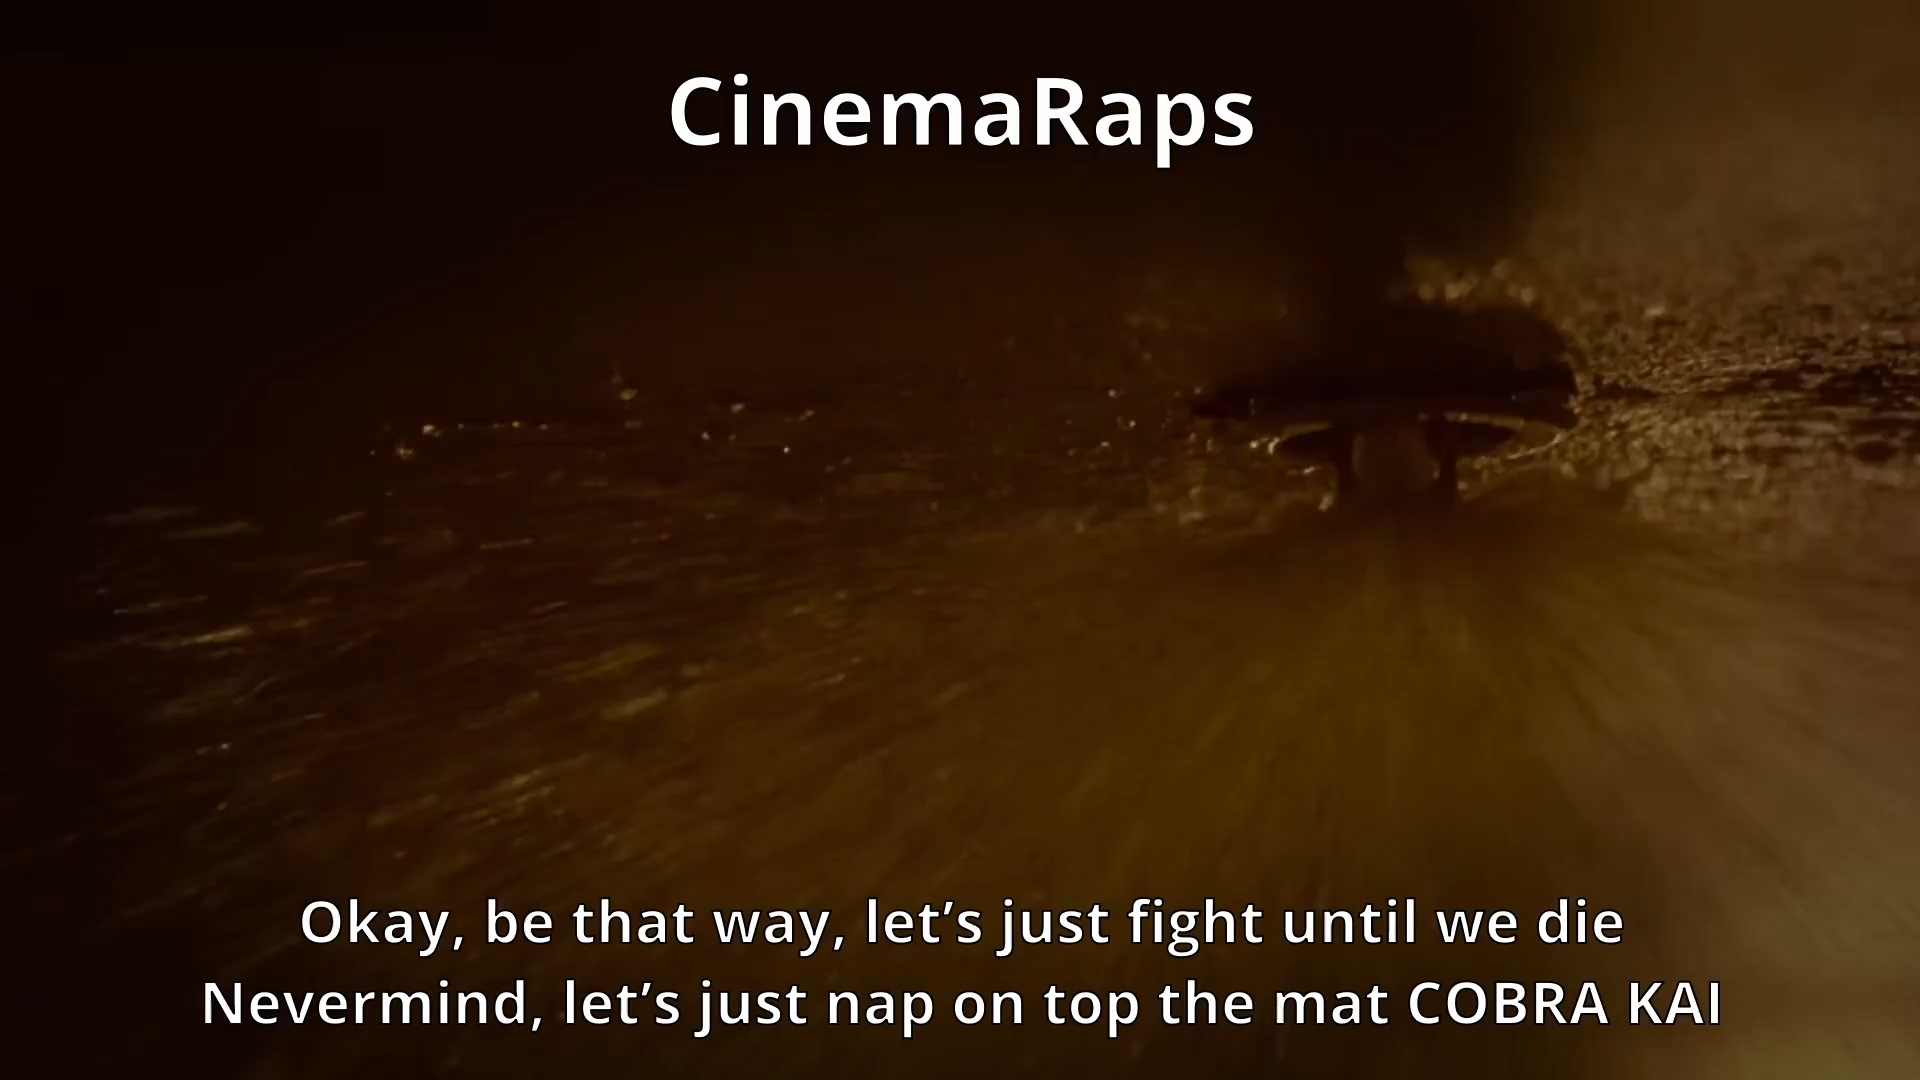 CinemaRaps
Okay, be that way, let’s just fight until we die
Nevermind, let’s just nap on top the mat COBRA KAI